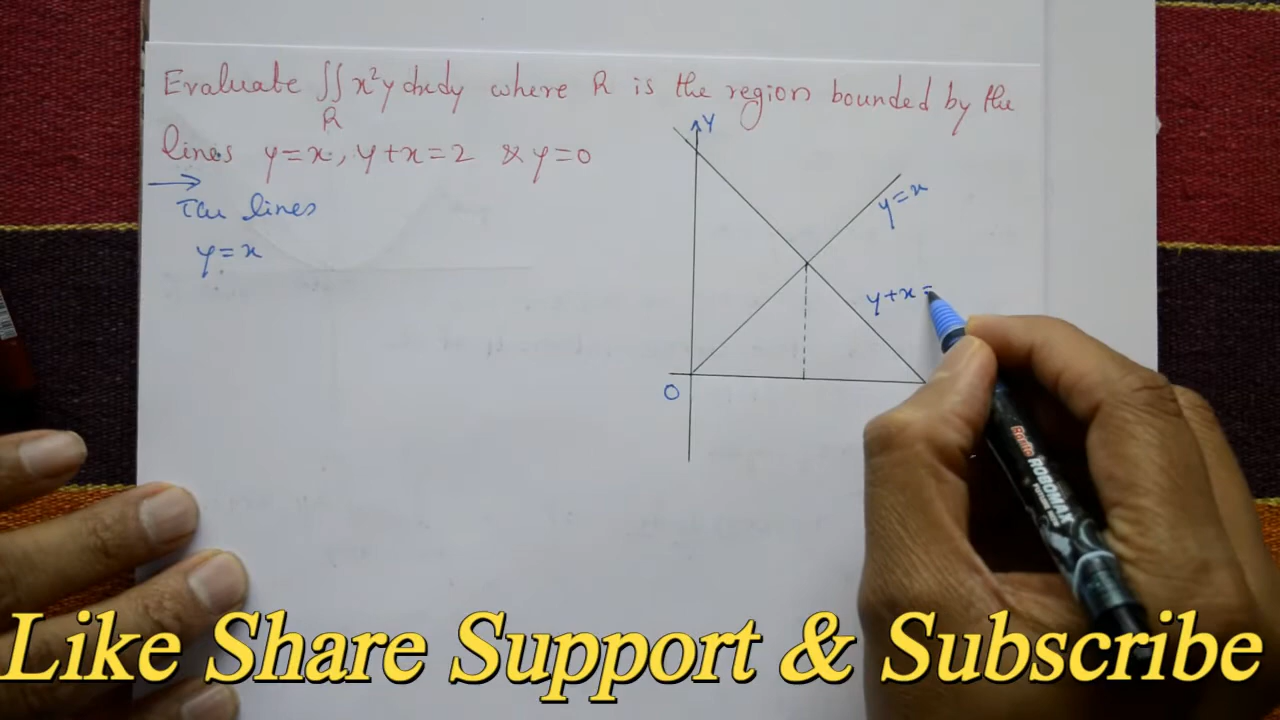 Evaluate ∬ x²y dxdy where R is the region bounded by the
R
lines y=x, y+x=2 & y=0
The lines
y=x
Y
y=x
y+x=
O
ROBOMAX
Like Share Support & Subscribe